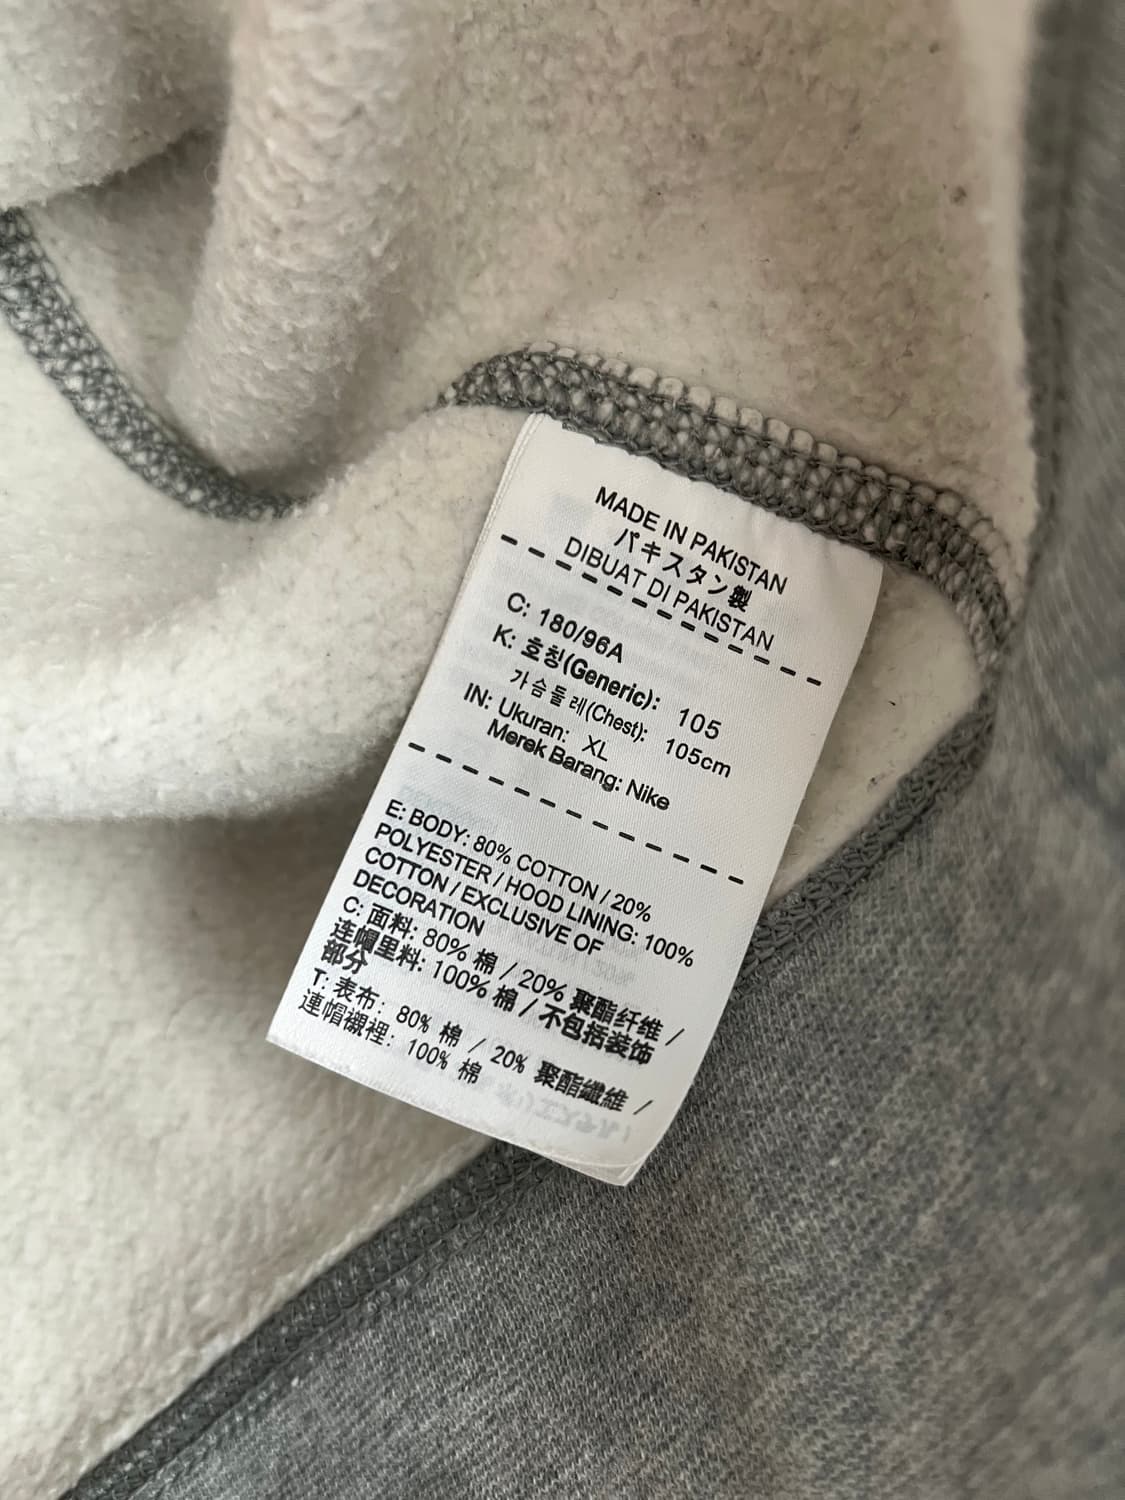 MADE IN PAKISTAN
パキスタン製
DIBUAT DI PAKISTAN
C: 180/96A
K: 호칭(Generic): 105
가슴둘레(Chest): 105cm
IN: Ukuran: XL
Merek Barang: Nike
E: BODY: 80% COTTON / 20%
POLYESTER / HOOD LINING: 100%
COTTON / EXCLUSIVE OF
DECORATION
C: 面料: 80% 棉 / 20% 聚酯纤维 /
连帽里料: 100% 棉 / 不包括装饰
部分
T: 表布: 80% 棉 / 20% 聚酯纖維 /
連帽襯裡: 100% 棉